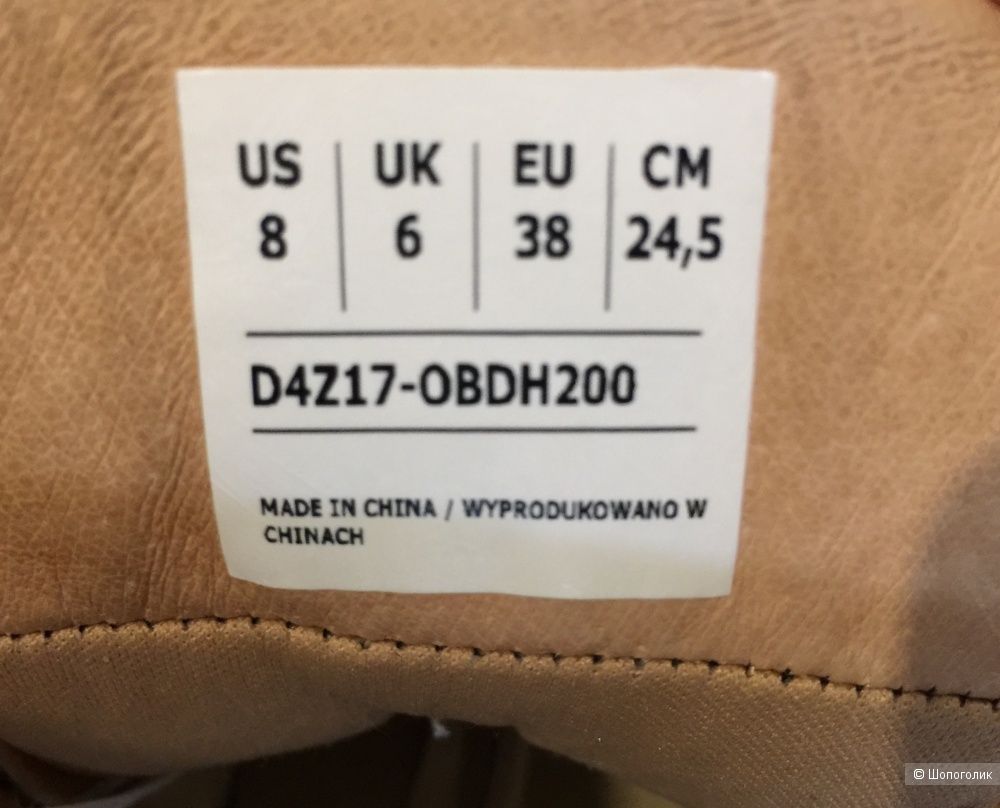 US UK EU CM
8 6 38 24,5
D4Z17-OBDH200
MADE IN CHINA / WYPRODUKOWANO W
CHINACH
© Шопоголик